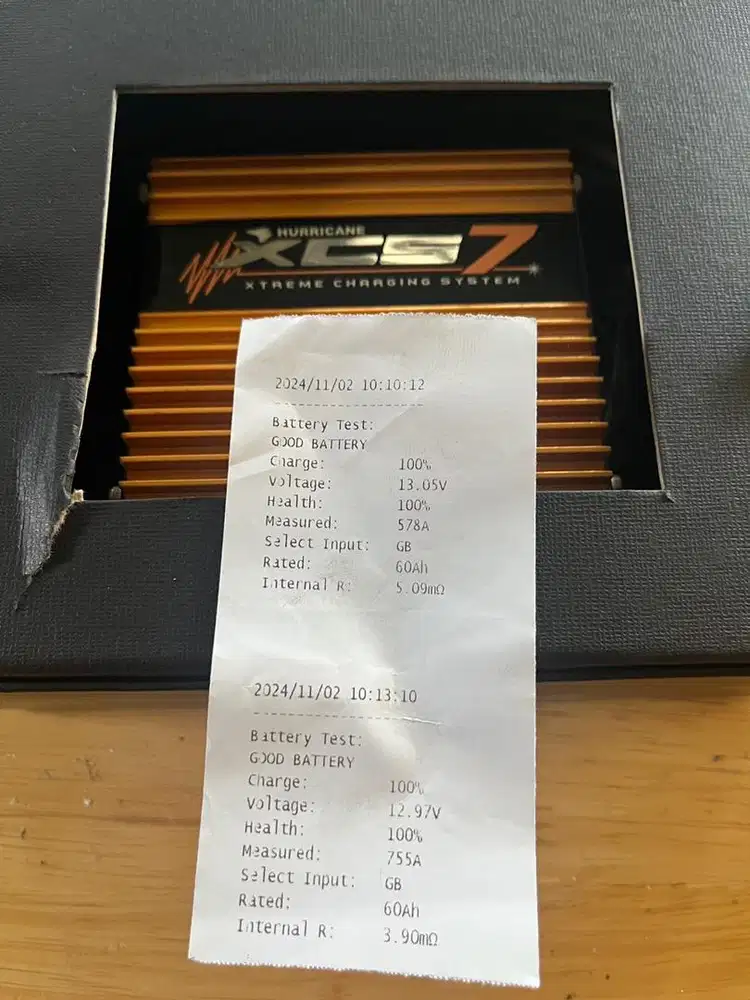 HURRICANE
XCS7
XTREME CHARGING SYSTEM
2024/11/02 10:10:12
--------------------
Battery Test:
GOOD BATTERY
Charge: 100%
Voltage: 13.05V
Health: 100%
Measured: 578A
Select Input: GB
Rated: 60Ah
Internal R: 5.09mΩ
2024/11/02 10:13:10
--------------------
Battery Test:
GOOD BATTERY
Charge: 100%
Voltage: 12.97V
Health: 100%
Measured: 755A
Select Input: GB
Rated: 60Ah
Internal R: 3.90mΩ